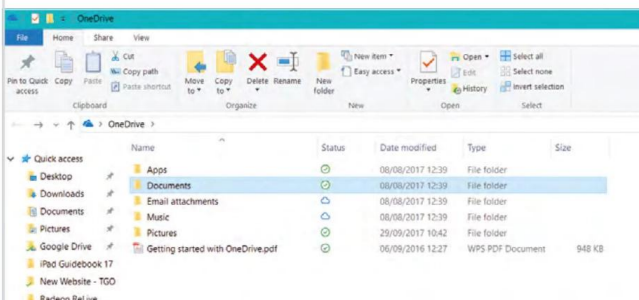 OneDrive
File Home Share View
Pin to Quick access
Copy
Paste
Cut
Copy path
Paste shortcut
Move to
Copy to
Delete
Rename
New folder
New item
Easy access
Properties
Open
Edit
History
Select all
Select none
Invert selection
Clipboard Organize New Open Select
OneDrive
Name Status Date modified Type Size
Quick access
Desktop
Downloads
Documents
Pictures
Google Drive
iPad Guidebook 17
New Website - TGO
Radeon ReLive
Apps 08/08/2017 12:39 File folder
Documents 08/08/2017 12:39 File folder
Email attachments 08/08/2017 12:39 File folder
Music 08/08/2017 12:39 File folder
Pictures 29/09/2017 10:42 File folder
Getting started with OneDrive.pdf 06/09/2016 12:27 WPS PDF Document 948 KB